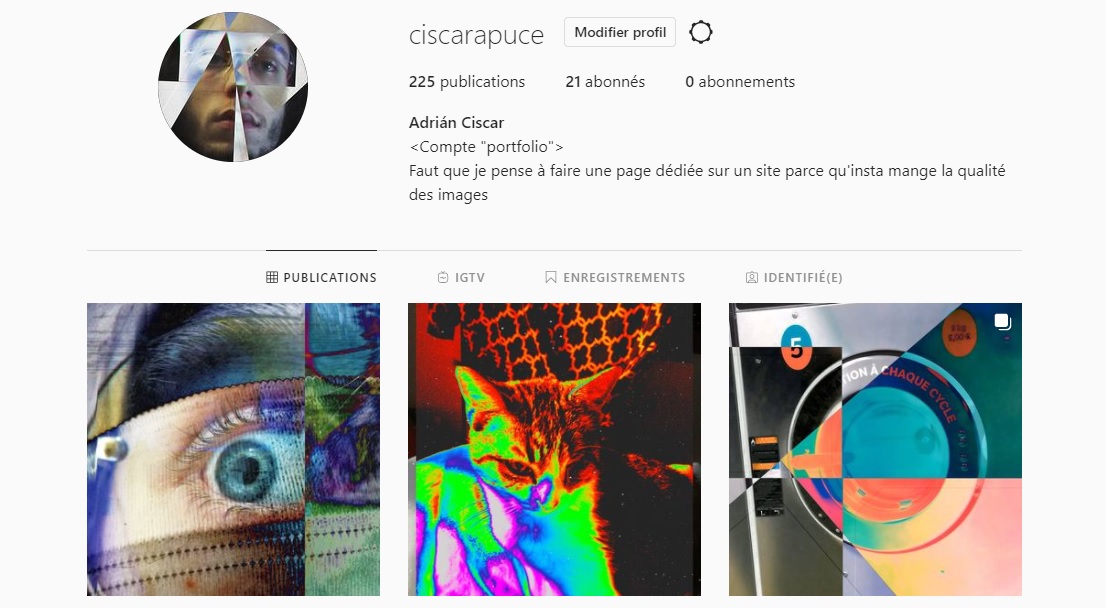 ciscarapuce Modifier profil
225 publications 21 abonnés 0 abonnements
Adrián Ciscar
<Compte "portfolio">
Faut que je pense à faire une page dédiée sur un site parce qu'insta mange la qualité
des images
PUBLICATIONS IGTV ENREGISTREMENTS IDENTIFIÉ(E)
5
ION À CHAQUE CYCLE